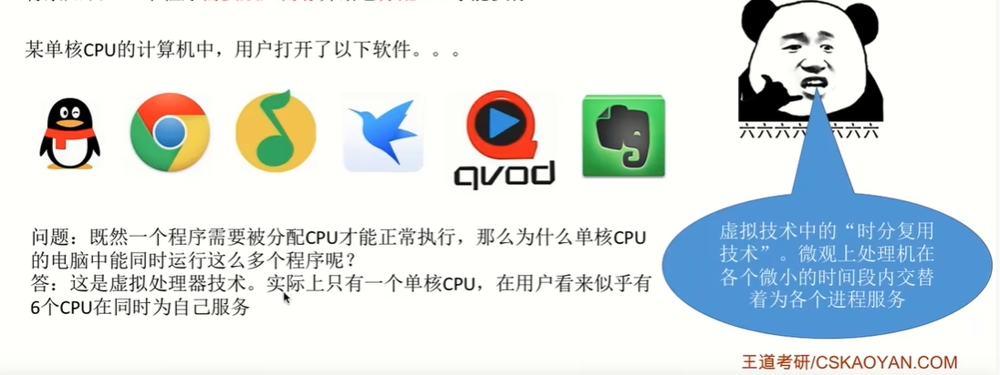 某单核CPU的计算机中，用户打开了以下软件。。。
qvod
六六六六六六六六
问题：既然一个程序需要被分配CPU才能正常执行，那么为什么单核CPU
的电脑中能同时运行这么多个程序呢？
答：这是虚拟处理器技术。实际上只有一个单核CPU，在用户看来似乎有
6个CPU在同时为自己服务
虚拟技术中的“时分复用
技术”。微观上处理机在
各个微小的时间段内交替
着为各个进程服务
王道考研/CSKAOYAN.COM